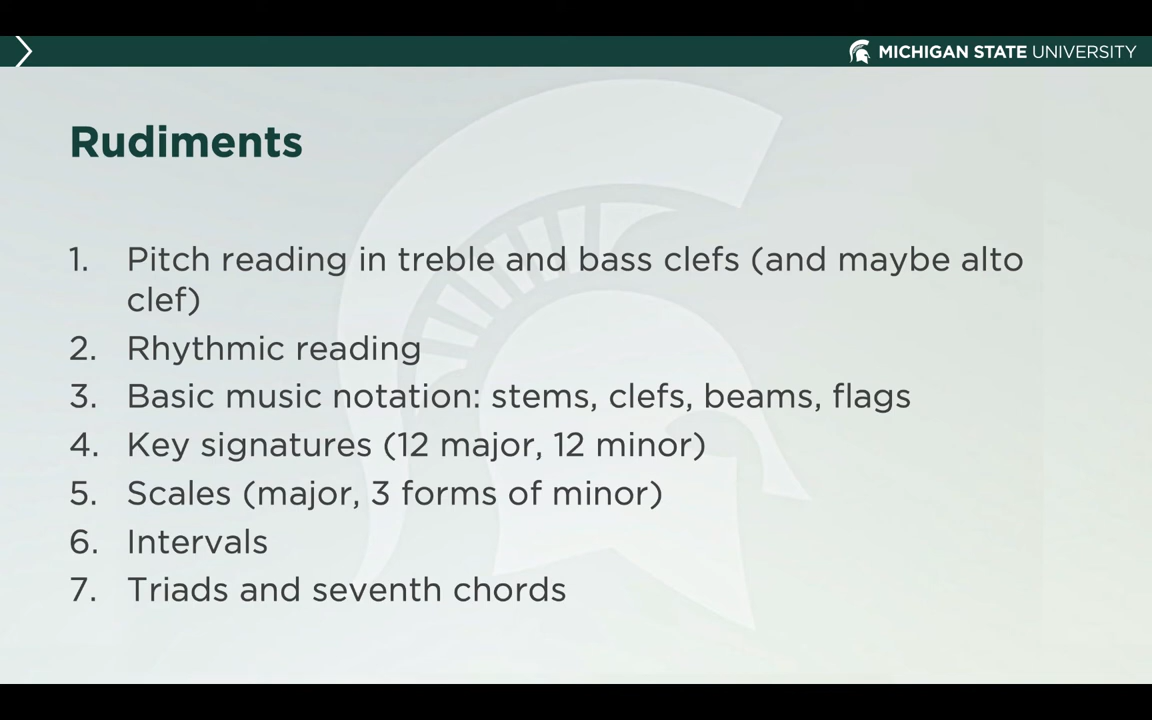 MICHIGAN STATE UNIVERSITY
Rudiments
1. Pitch reading in treble and bass clefs (and maybe alto
clef)
2. Rhythmic reading
3. Basic music notation: stems, clefs, beams, flags
4. Key signatures (12 major, 12 minor)
5. Scales (major, 3 forms of minor)
6. Intervals
7. Triads and seventh chords